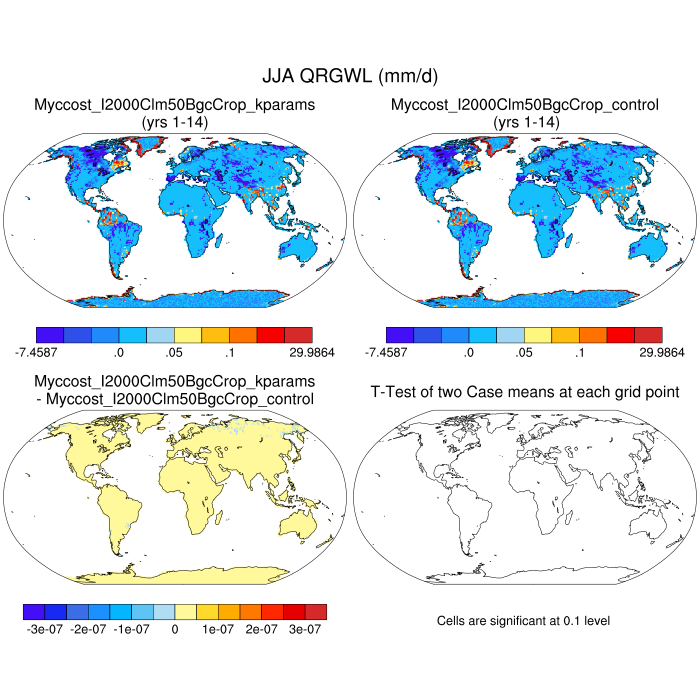 JJA QRGWL (mm/d)
Myccost_I2000Clm50BgcCrop_kparams
(yrs 1-14)
Myccost_I2000Clm50BgcCrop_control
(yrs 1-14)
-7.4587 .0 .05 .1 29.9864
-7.4587 .0 .05 .1 29.9864
Myccost_I2000Clm50BgcCrop_kparams
- Myccost_I2000Clm50BgcCrop_control
T-Test of two Case means at each grid point
-3e-07 -2e-07 -1e-07 0 1e-07 2e-07 3e-07
Cells are significant at 0.1 level